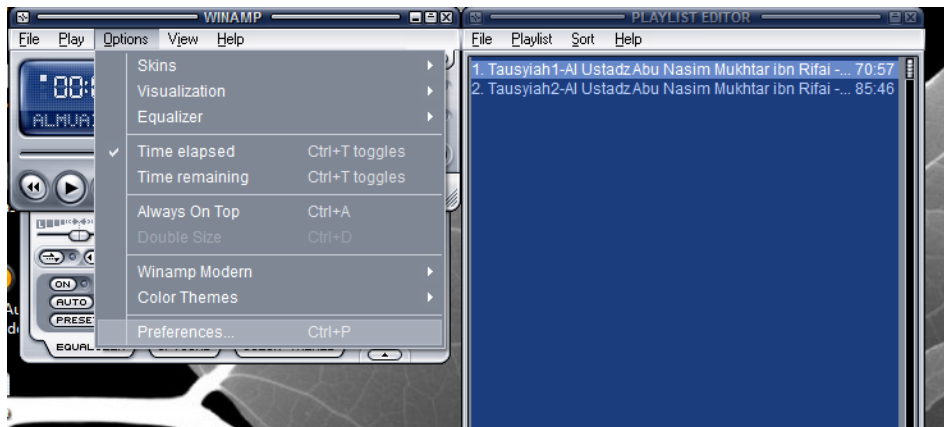 WINAMP
File Play Options View Help
Skins
Visualization
Equalizer
Time elapsed Ctrl+T toggles
Time remaining Ctrl+T toggles
Always On Top Ctrl+A
Double Size Ctrl+D
Winamp Modern
Color Themes
Preferences... Ctrl+P
ON
AUTO
PLAYLIST EDITOR
File Playlist Sort Help
1. Tausyiah1-Al Ustadz Abu Nasim Mukhtar ibn Rifai -... 70:57
2. Tausyiah2-Al Ustadz Abu Nasim Mukhtar ibn Rifai -... 85:46